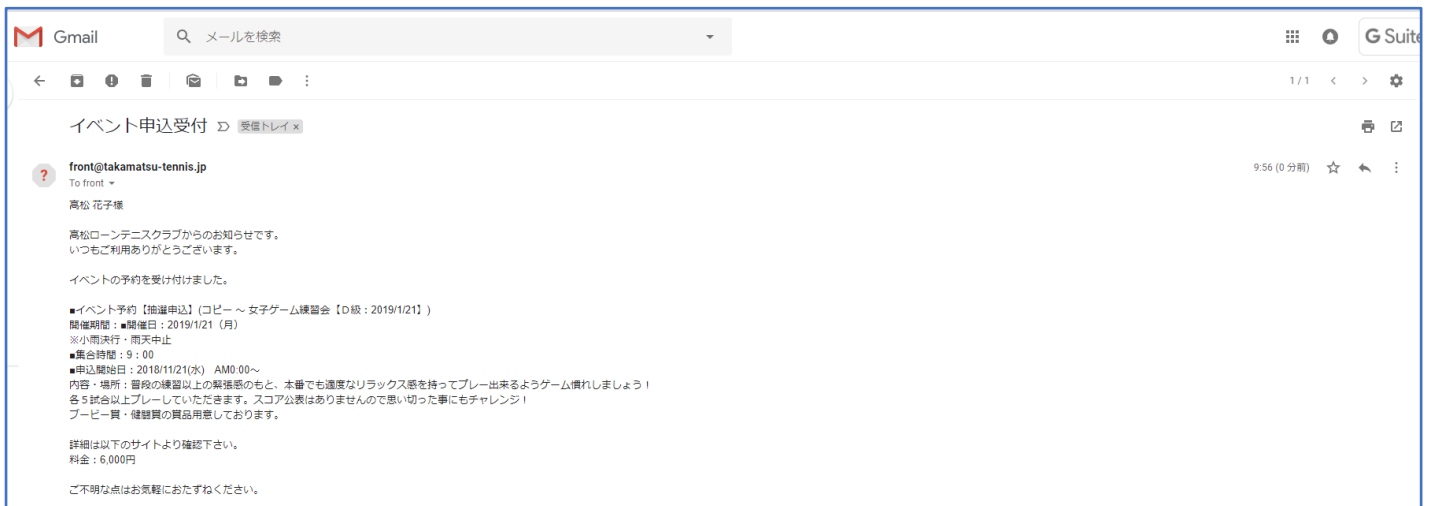 Gmail
メールを検索
G Suite
1 / 1
イベント申込受付 受信トレイ x
front@takamatsu-tennis.jp
9:56 (0 分前)
To front
高松 花子様
高松ローンテニスクラブからのお知らせです。
いつもご利用ありがとうございます。
イベントの予約を受け付けました。
■イベント予約【抽選申込】(コピー ～ 女子ゲーム練習会【Ｄ級：2019/1/21】)
開催期間：■開催日：2019/1/21（月）
※小雨決行・雨天中止
■集合時間：9：00
■申込開始日：2018/11/21(水)　AM0:00～
内容・場所：普段の練習以上の緊張感のもと、本番でも適度なリラックス感を持ってプレー出来るようゲーム慣れしましょう！
各５試合以上プレーしていただきます。スコア公表はありませんので思い切った事にもチャレンジ！
ブービー賞・健闘賞の賞品用意しております。
詳細は以下のサイトより確認下さい。
料金：6,000円
ご不明な点はお気軽におたずねください。